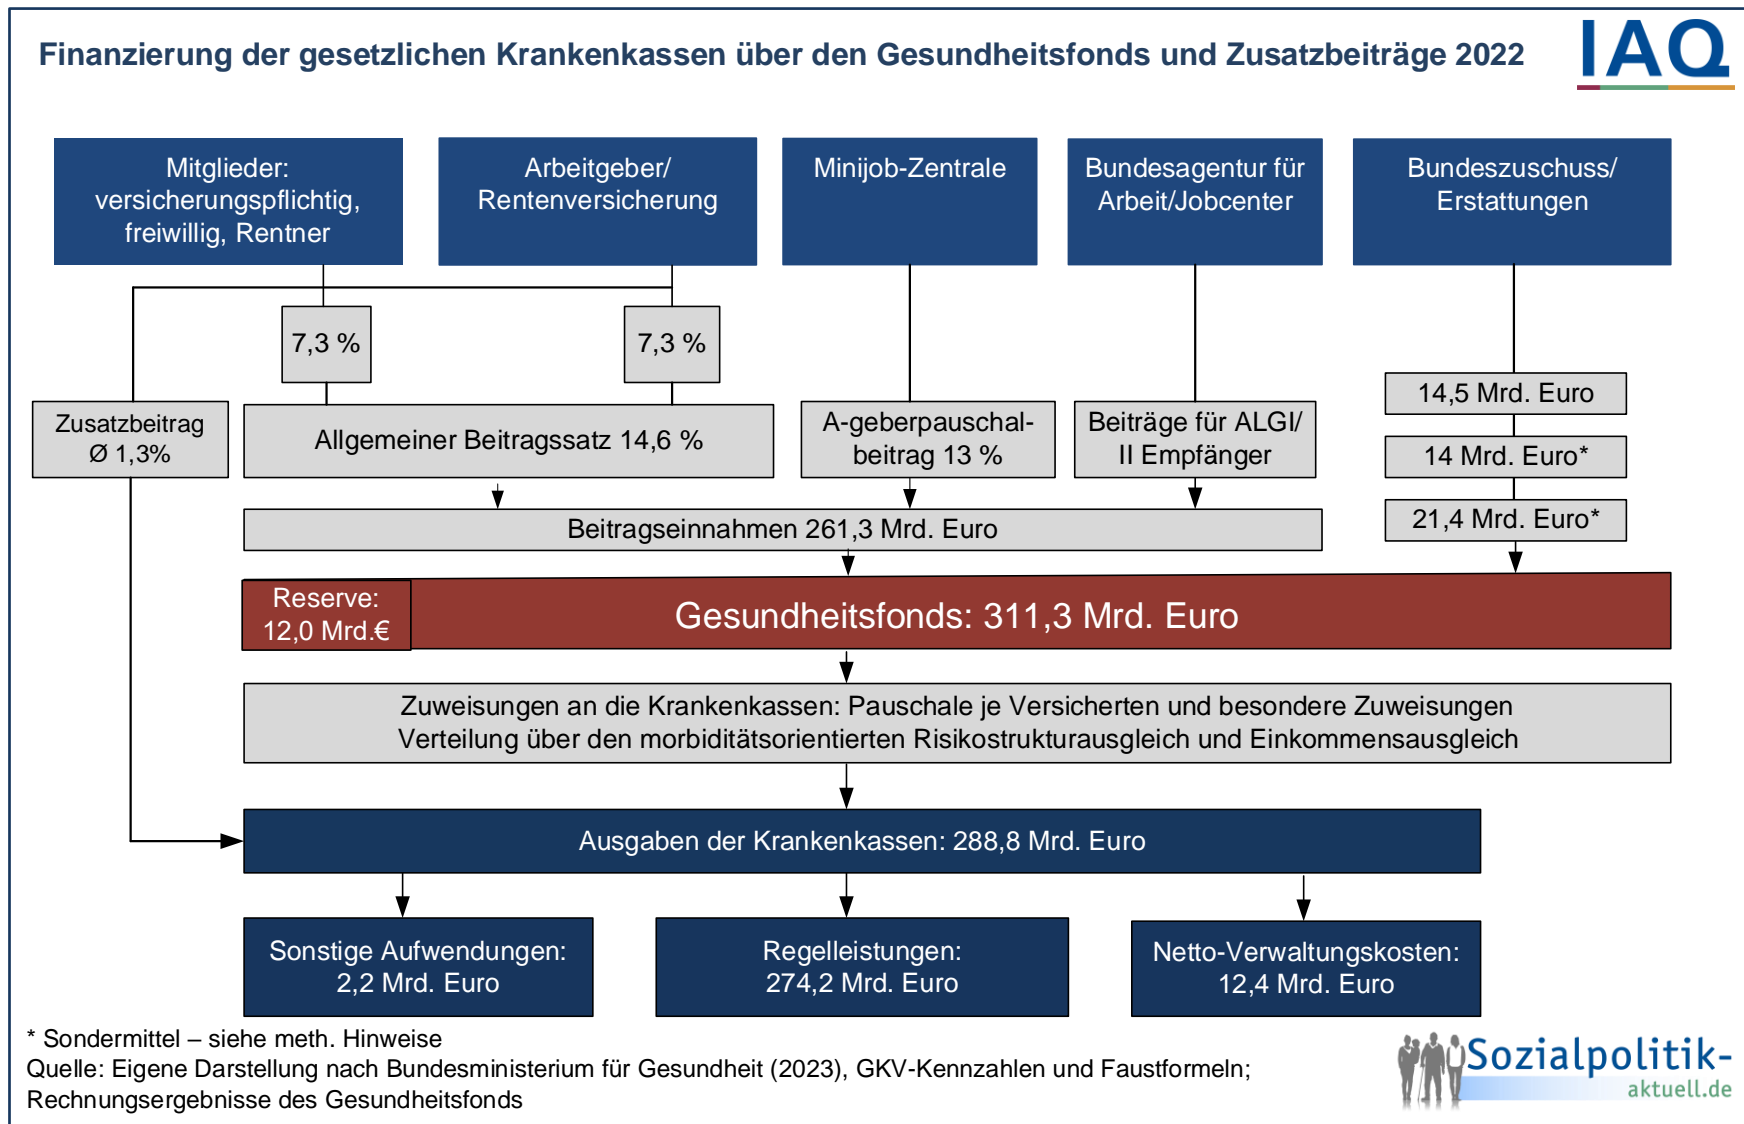 Finanzierung der gesetzlichen Krankenkassen über den Gesundheitsfonds und Zusatzbeiträge 2022
IAQ
Mitglieder:
versicherungspflichtig,
freiwillig, Rentner
Arbeitgeber/
Rentenversicherung
Minijob-Zentrale
Bundesagentur für
Arbeit/Jobcenter
Bundeszuschuss/
Erstattungen
7,3 %
7,3 %
Zusatzbeitrag
Ø 1,3%
Allgemeiner Beitragssatz 14,6 %
A-geberpauschal-
beitrag 13 %
Beiträge für ALGI/
II Empfänger
14,5 Mrd. Euro
14 Mrd. Euro*
21,4 Mrd. Euro*
Beitragseinnahmen 261,3 Mrd. Euro
Reserve:
12,0 Mrd.€
Gesundheitsfonds: 311,3 Mrd. Euro
Zuweisungen an die Krankenkassen: Pauschale je Versicherten und besondere Zuweisungen
Verteilung über den morbiditätsorientierten Risikostrukturausgleich und Einkommensausgleich
Ausgaben der Krankenkassen: 288,8 Mrd. Euro
Sonstige Aufwendungen:
2,2 Mrd. Euro
Regelleistungen:
274,2 Mrd. Euro
Netto-Verwaltungskosten:
12,4 Mrd. Euro
* Sondermittel – siehe meth. Hinweise
Quelle: Eigene Darstellung nach Bundesministerium für Gesundheit (2023), GKV-Kennzahlen und Faustformeln;
Rechnungsergebnisse des Gesundheitsfonds
Sozialpolitik-
aktuell.de